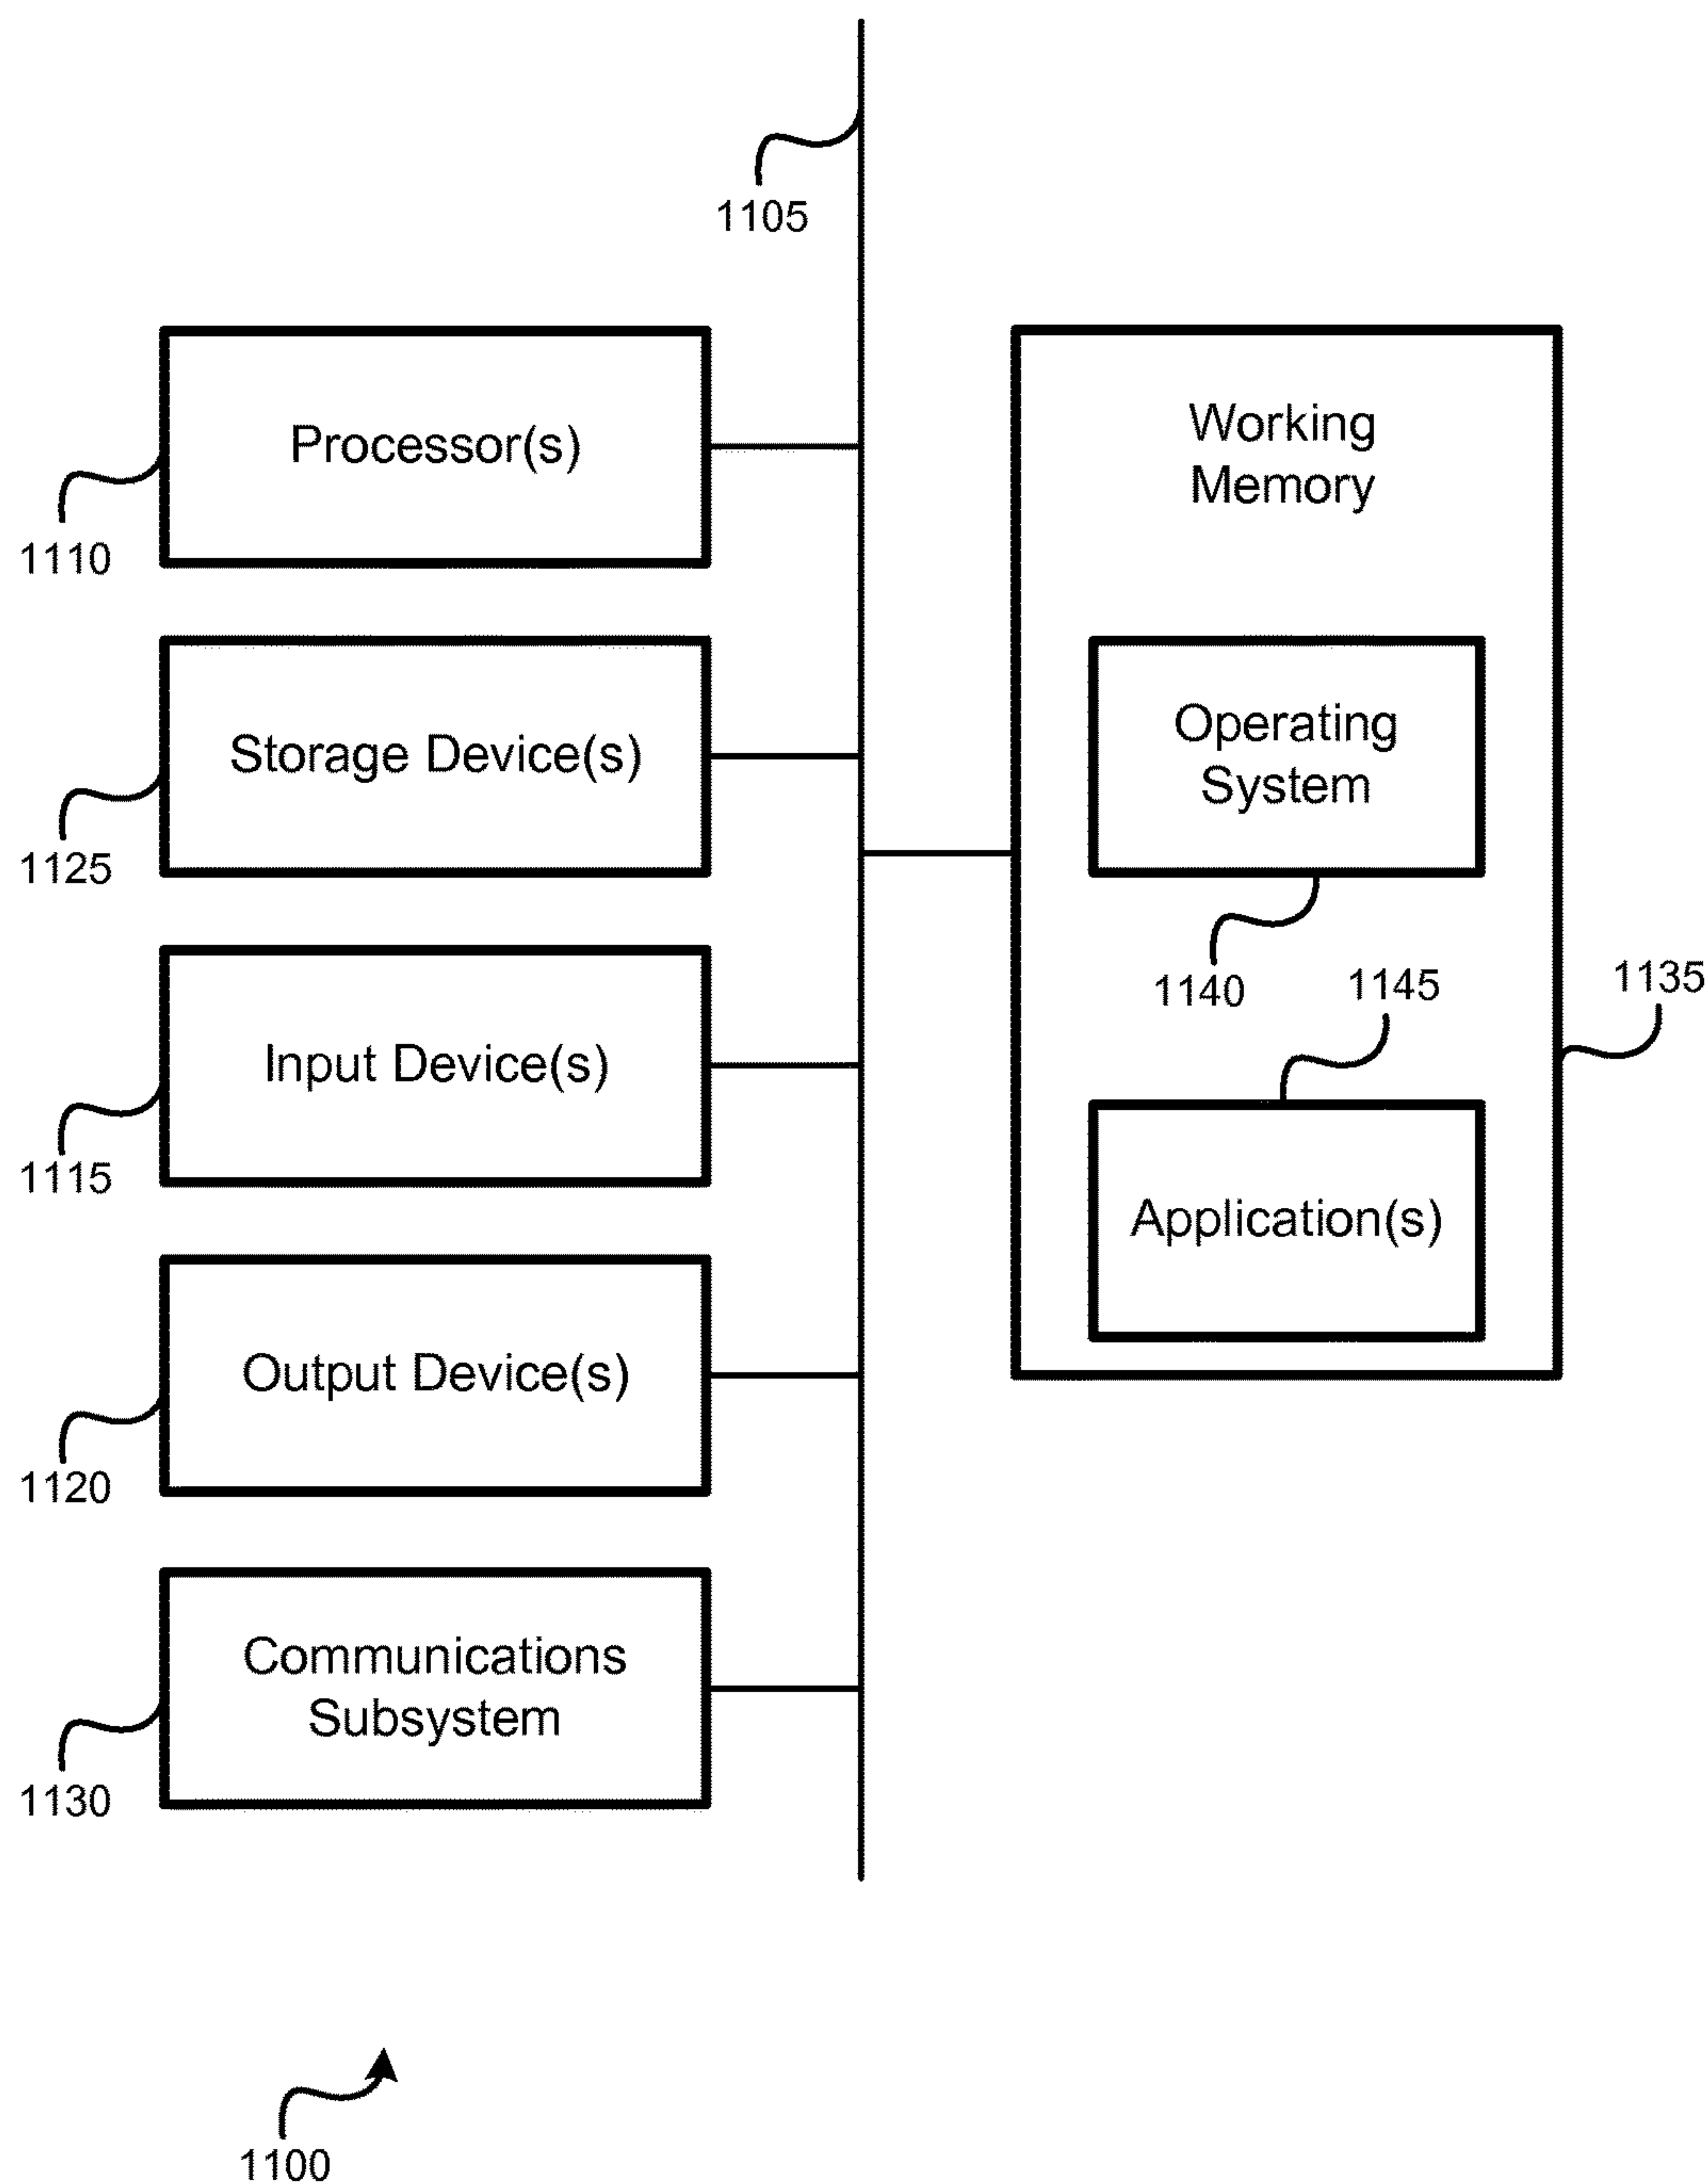 1105
Processor(s)
1110
Storage Device(s)
1125
Input Device(s)
1115
Output Device(s)
1120
Communications
Subsystem
1130
Working
Memory
Operating
System
1140
1145
1135
Application(s)
1100